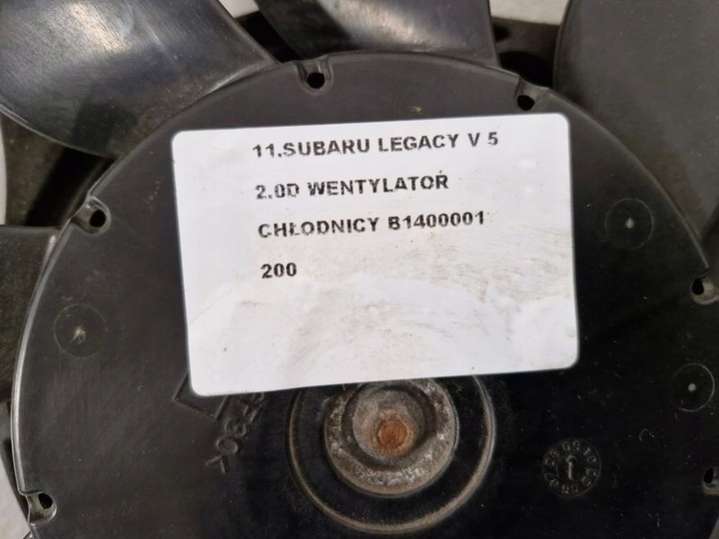 11.SUBARU LEGACY V 5
2.0D WENTYLATOR
CHŁODNICY B1400001
200